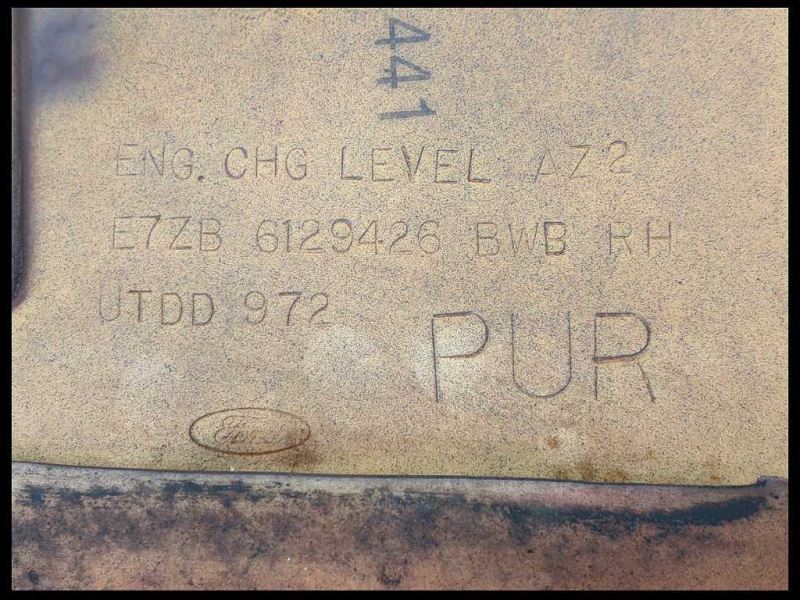 441
ENG. CHG LEVEL AZ2
E7ZB 6129426 BWB RH
UTDD 972
PUR
Ford